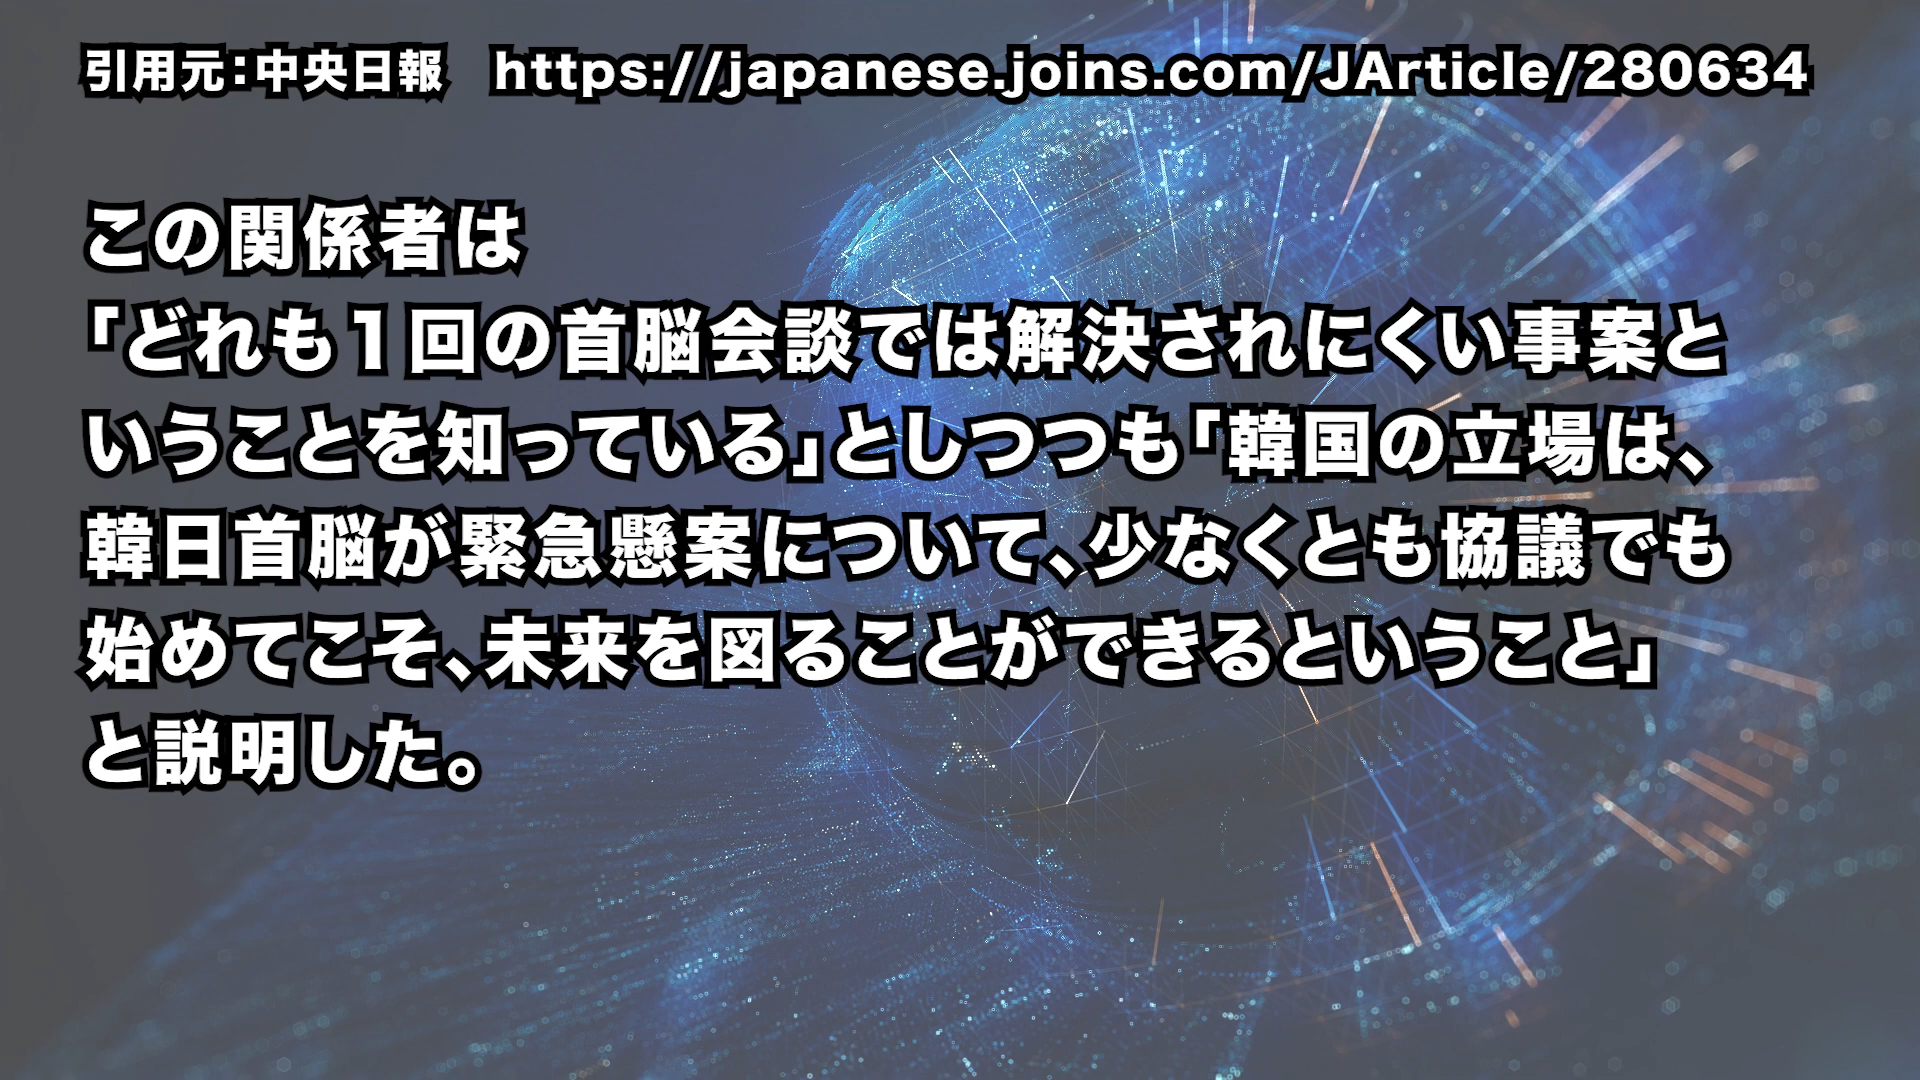 引用元：中央日報　https://japanese.joins.com/JArticle/280634
この関係者は
「どれも１回の首脳会談では解決されにくい事案と
いうことを知っている」としつつも「韓国の立場は、
韓日首脳が緊急懸案について、少なくとも協議でも
始めてこそ、未来を図ることができるということ」
と説明した。